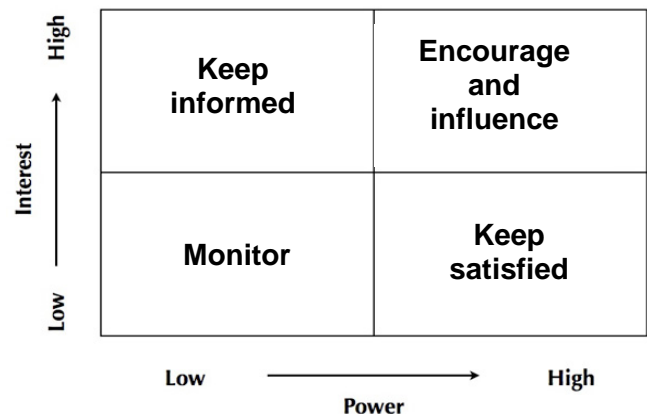 High
Interest
Low
Keep
informed
Encourage
and
influence
Monitor
Keep
satisfied
Low
High
Power